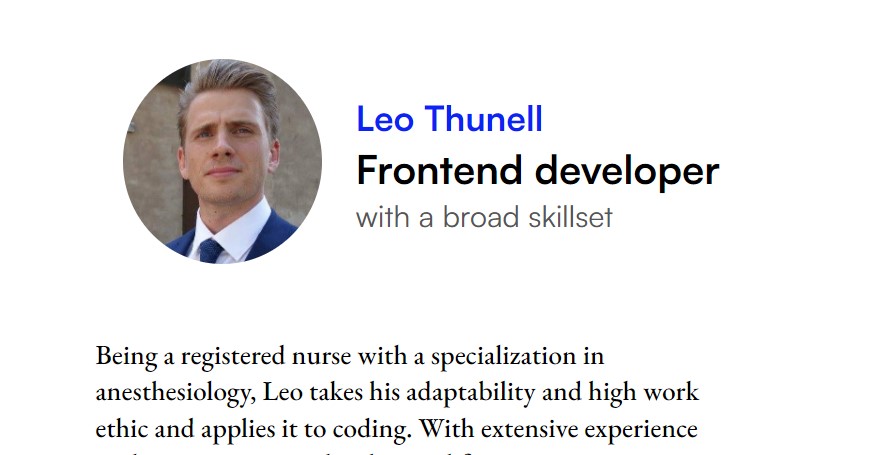 Leo Thunell
Frontend developer
with a broad skillset
Being a registered nurse with a specialization in
anesthesiology, Leo takes his adaptability and high work
ethic and applies it to coding. With extensive experience